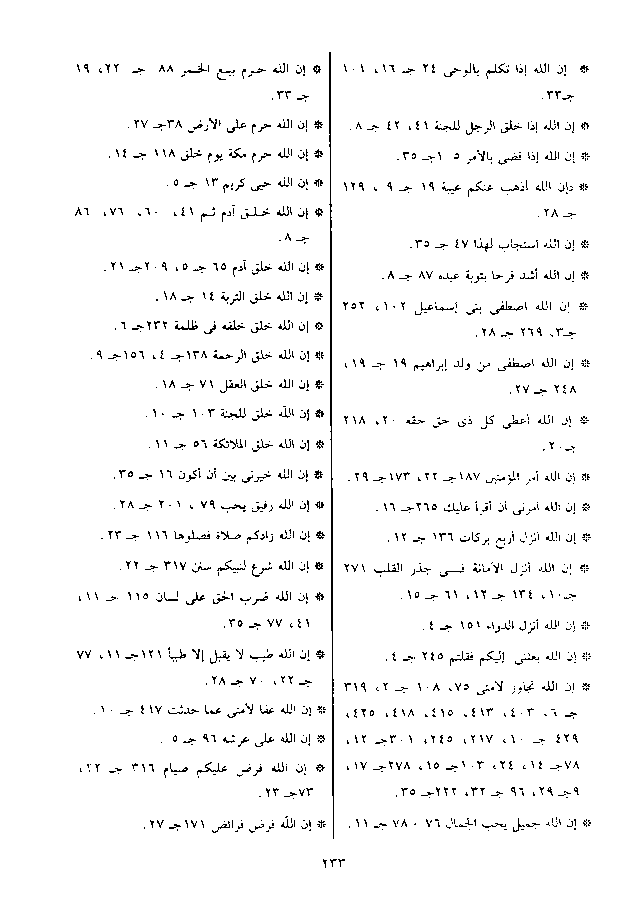 * إن الله إذا تكلم بالوحى ٢٤ جـ ١٦، ١٠١
جـ٣٣.
* إن الله إذا خلق الرجل للجنة ٤١، ٤٢ جـ ٨.
* إن الله إذا قضى بالأمر ١٠٥جـ ٣٥.
* دإن الله أذهب عنكم عيبة ١٩ جـ ٩ ، ١٢٩
جـ ٢٨.
* إن الله استجاب لهذا ٤٧ جـ ٣٥.
* إن الله أشد فرحا بتوبة عبده ٨٧ جـ ٨.
* إن الله اصطفى بنى إسماعيل ١٠٢، ٢٥٢
جـ٣، ٢٦٩ جـ ٢٨.
* إن الله اصطفى من ولد إبراهيم ١٩ جـ ١٩،
٢٤٨ جـ ٢٧.
* إن الله أعطى كل ذى حق حقه ٢٠، ٢١٨
جـ٢٠.
* إن الله أمر المؤمنين ١٨٧جـ ٢٢، ١٧٣جـ ٢٩.
* إن الله أمرنى أن أقرأ عليك ٢٦٥جـ ١٦.
* إن الله أنزل أربع بركات ١٣٦ جـ ١٢.
* إن الله أنزل الأمانة فـــى جذر القلب ٢٧١
جـ١٠، ١٣٤ جـ ١٢، ٦١ جـ ١٥.
* إن الله أنزل الدواء ١٥١ جـ ٤.
* إن الله بعثنى إليكم فقلتم ٢٤٥ جـ ٤.
* إن الله تجاوز لأمتى ٧٥، ١٠٨ جـ ٢، ٣١٩
جـ ٦، ٤٠٣، ٤١٣، ٤١٥، ٤١٨، ٤٢٥،
٤٢٩ جـ ١٠، ٢١٧، ٢٤٥، ٣٠١جـ ١٢،
٧٨جـ ١٤، ٢٤، ١٠٣جـ ١٥، ٢٧٨جـ ١٧،
٩جـ ٢٩، ٩٦ جـ ٣٢، ٢٢٢جـ ٣٥.
* إن الله جميل يحب الجمال ٧٦ ، ٧٨ جـ ١١.
* إن الله حرم بيع الخمر ٨٨ جـ ٢٢، ١٩
جـ ٣٣.
* إن الله حرم على الأرض ٣٨جـ ٢٧.
* إن الله حرم مكة يوم خلق ١١٨ جـ ١٤.
* إن الله حيى كريم ١٣ جـ ٥.
* إن الله خلق آدم ثم ٤١، ٦٠، ٧٦، ٨٦
جـ ٨.
* إن الله خلق آدم ٦٥ جـ ٥، ٢٠٩جـ ٢١.
* إن الله خلق التربة ١٤ جـ ١٨.
* إن الله خلق خلقه فى ظلمة ٢٣٢جـ ٦.
* إن الله خلق الرحمة ١٣٨جـ ٤، ١٥٦جـ ٩.
* إن الله خلق العقل ٧١ جـ ١٨.
* إن الله خلق للجنة ١٠٣ جـ ١٠.
* إن الله خلق الملائكة ٥٦ جـ ١١.
* إن الله خيرنى بين أن أكون ١٦ جـ ٣٥.
* إن الله رفيق يحب ٧٩ ، ٢٠١ جـ ٢٨.
* إن الله زادكم صلاة فصلوها ١١٦ جـ ٢٣.
* إن الله شرع لنبيكم سنن ٣١٧ جـ ٢٢.
* إن الله ضرب الحق على لسان ١١٥ جـ ١١،
٤١، ٧٧ جـ ٣٥.
* إن الله طيب لا يقبل إلا طيباً ١٢١جـ ١١، ٧٧
جـ ٢٢، ٧٠ جـ ٢٨.
* إن الله عفا لأمتى عما حدثت ٤١٧ جـ ١٠.
* إن الله على عرشه ٩٦ جـ ٥ .
* إن الله فرض عليكم صيام ٣١٦ جـ ٢٢،
٧٣جـ ٢٣.
* إن الله فرض فرائض ١٧١جـ ٢٧.
٢٣٣